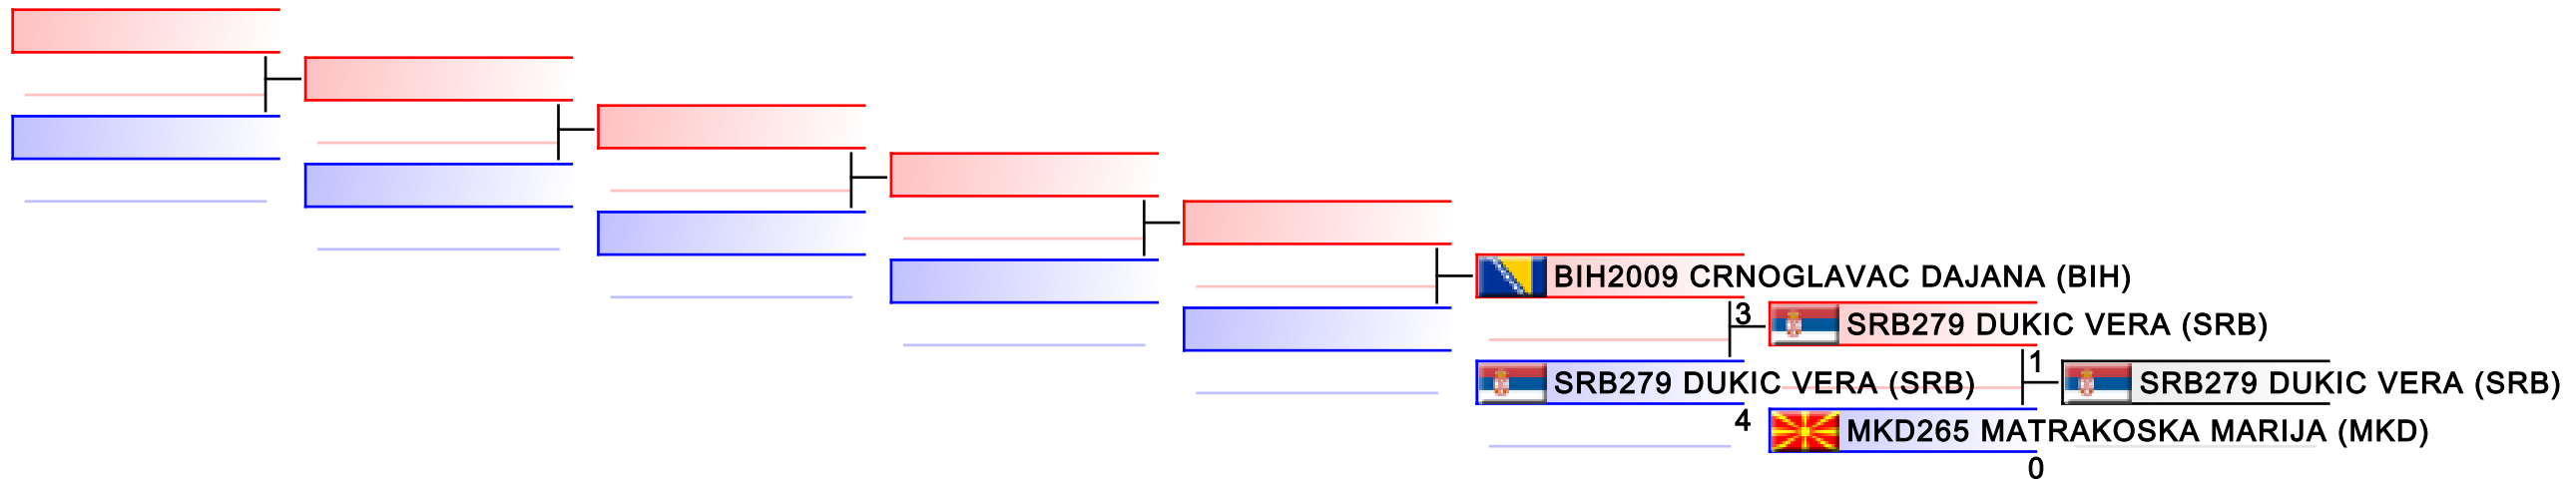 BIH2009 CRNOGLAVAC DAJANA (BIH)
3
SRB279 DUKIC VERA (SRB)
1
SRB279 DUKIC VERA (SRB)
SRB279 DUKIC VERA (SRB)
4
MKD265 MATRAKOSKA MARIJA (MKD)
0